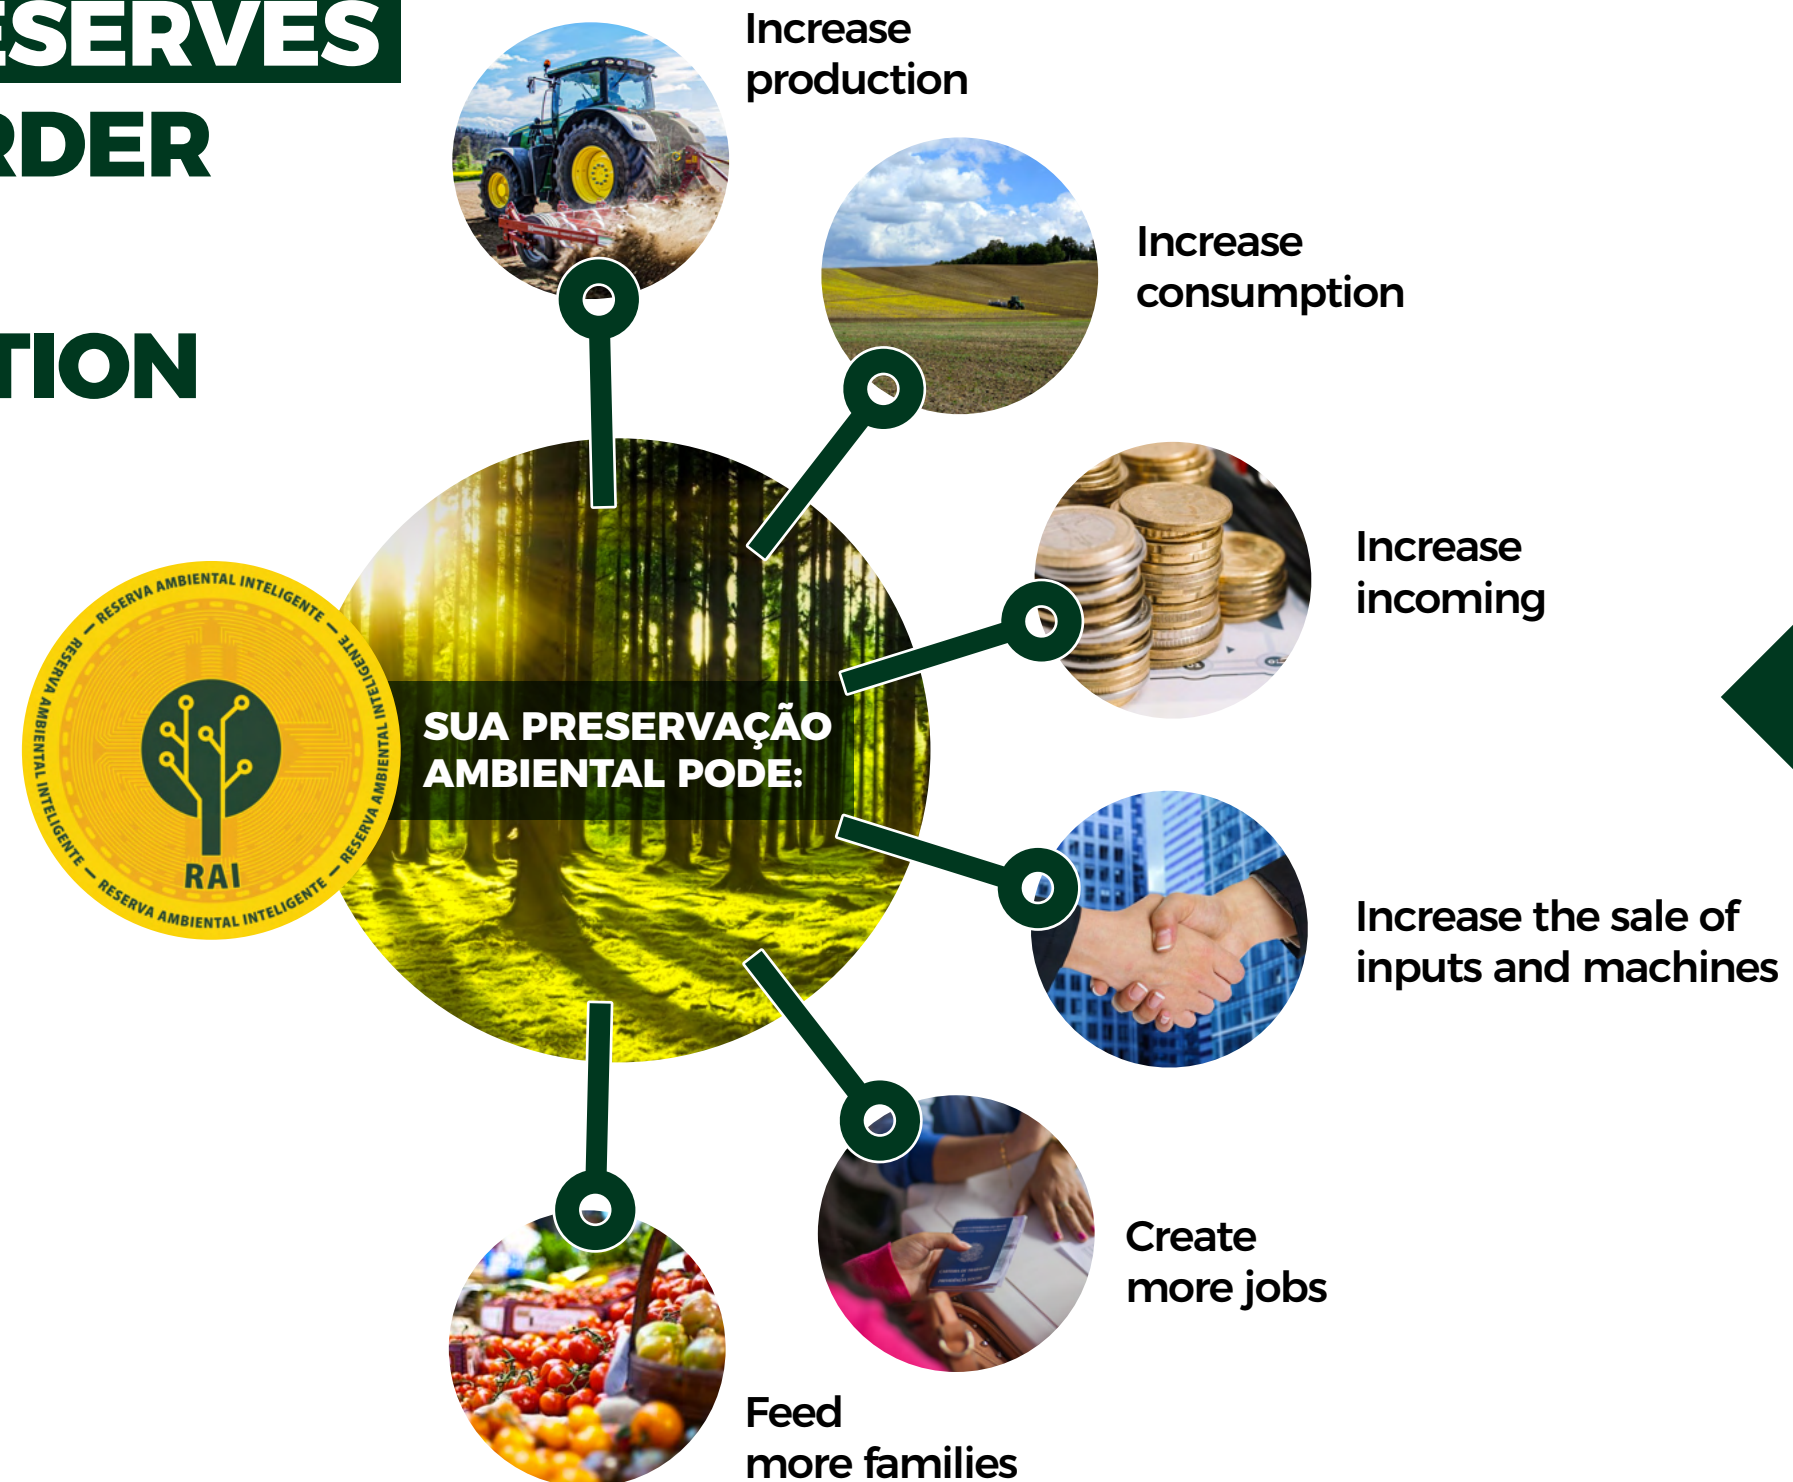 ESERVES
RDER
TION
Increase
production
Increase
consumption
Increase
incoming
Increase the sale of
inputs and machines
Create
more jobs
Feed
more families
SUA PRESERVAÇÃO
AMBIENTAL PODE:
RESERVA AMBIENTAL INTELIGENTE — RESERVA AMBIENTAL INTELIGENTE — RESERVA AMBIENTAL INTELIGENTE — RESERVA AMBIENTAL INTELIGENTE —
RAI